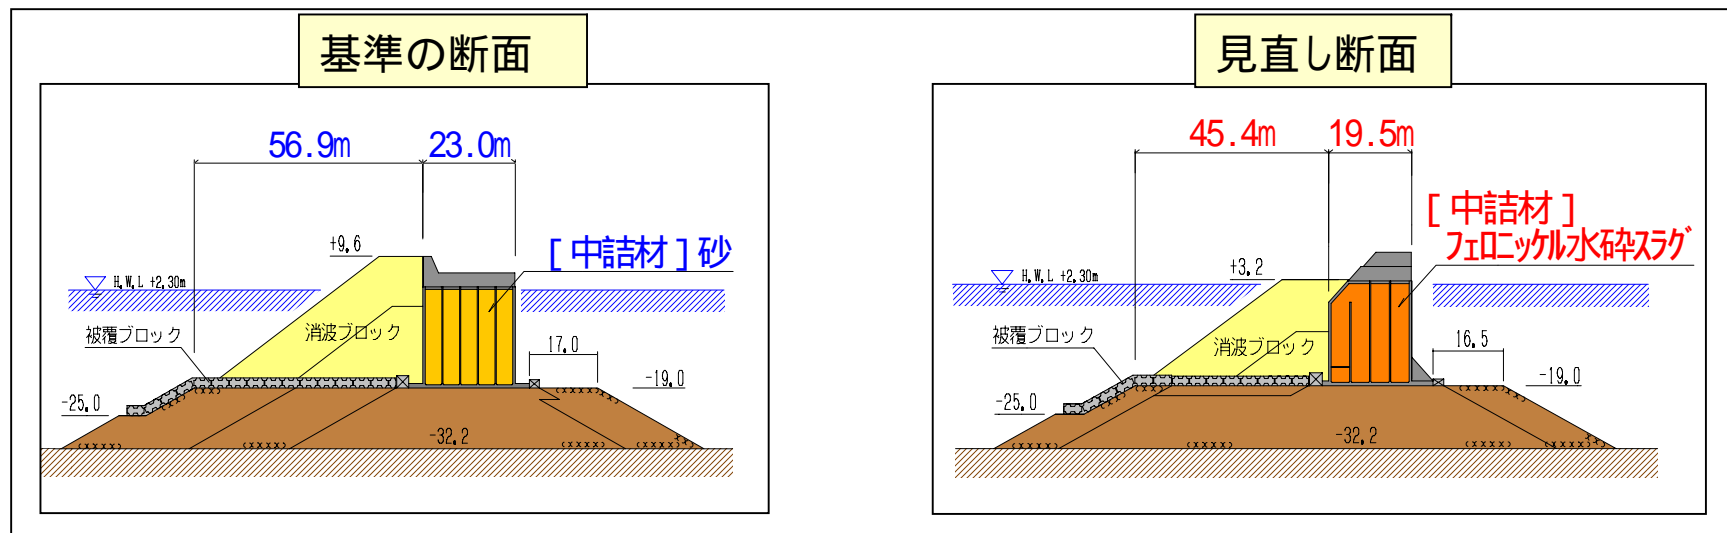 基準の断面
56.9m
23.0m
[中詰材]砂
+9.6
H.W.L +2.30m
被覆ブロック
消波ブロック
17.0
-19.0
-25.0
-32.2
見直し断面
45.4m
19.5m
[中詰材]
フェロニッケル水砕スラグ
+3.2
H.W.L +2.30m
被覆ブロック
消波ブロック
16.5
-19.0
-25.0
-32.2